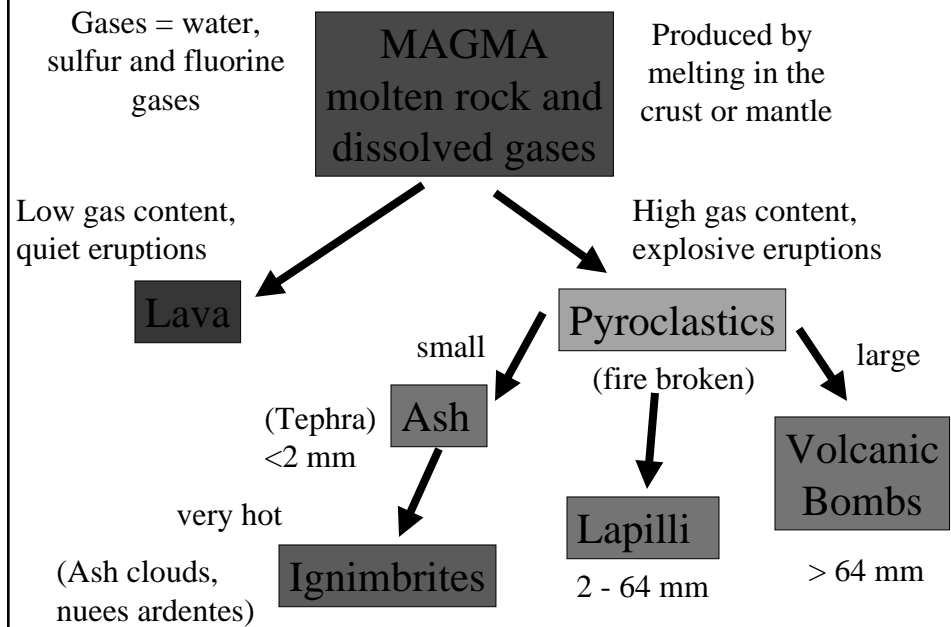 Gases = water,
sulfur and fluorine
gases
MAGMA
molten rock and
dissolved gases
Produced by
melting in the
crust or mantle
Low gas content,
quiet eruptions
High gas content,
explosive eruptions
Lava
Pyroclastics
(fire broken)
small
large
(Tephra)
<2 mm
Ash
Volcanic
Bombs
> 64 mm
Lapilli
2 - 64 mm
very hot
Ignimbrites
(Ash clouds,
nuees ardentes)